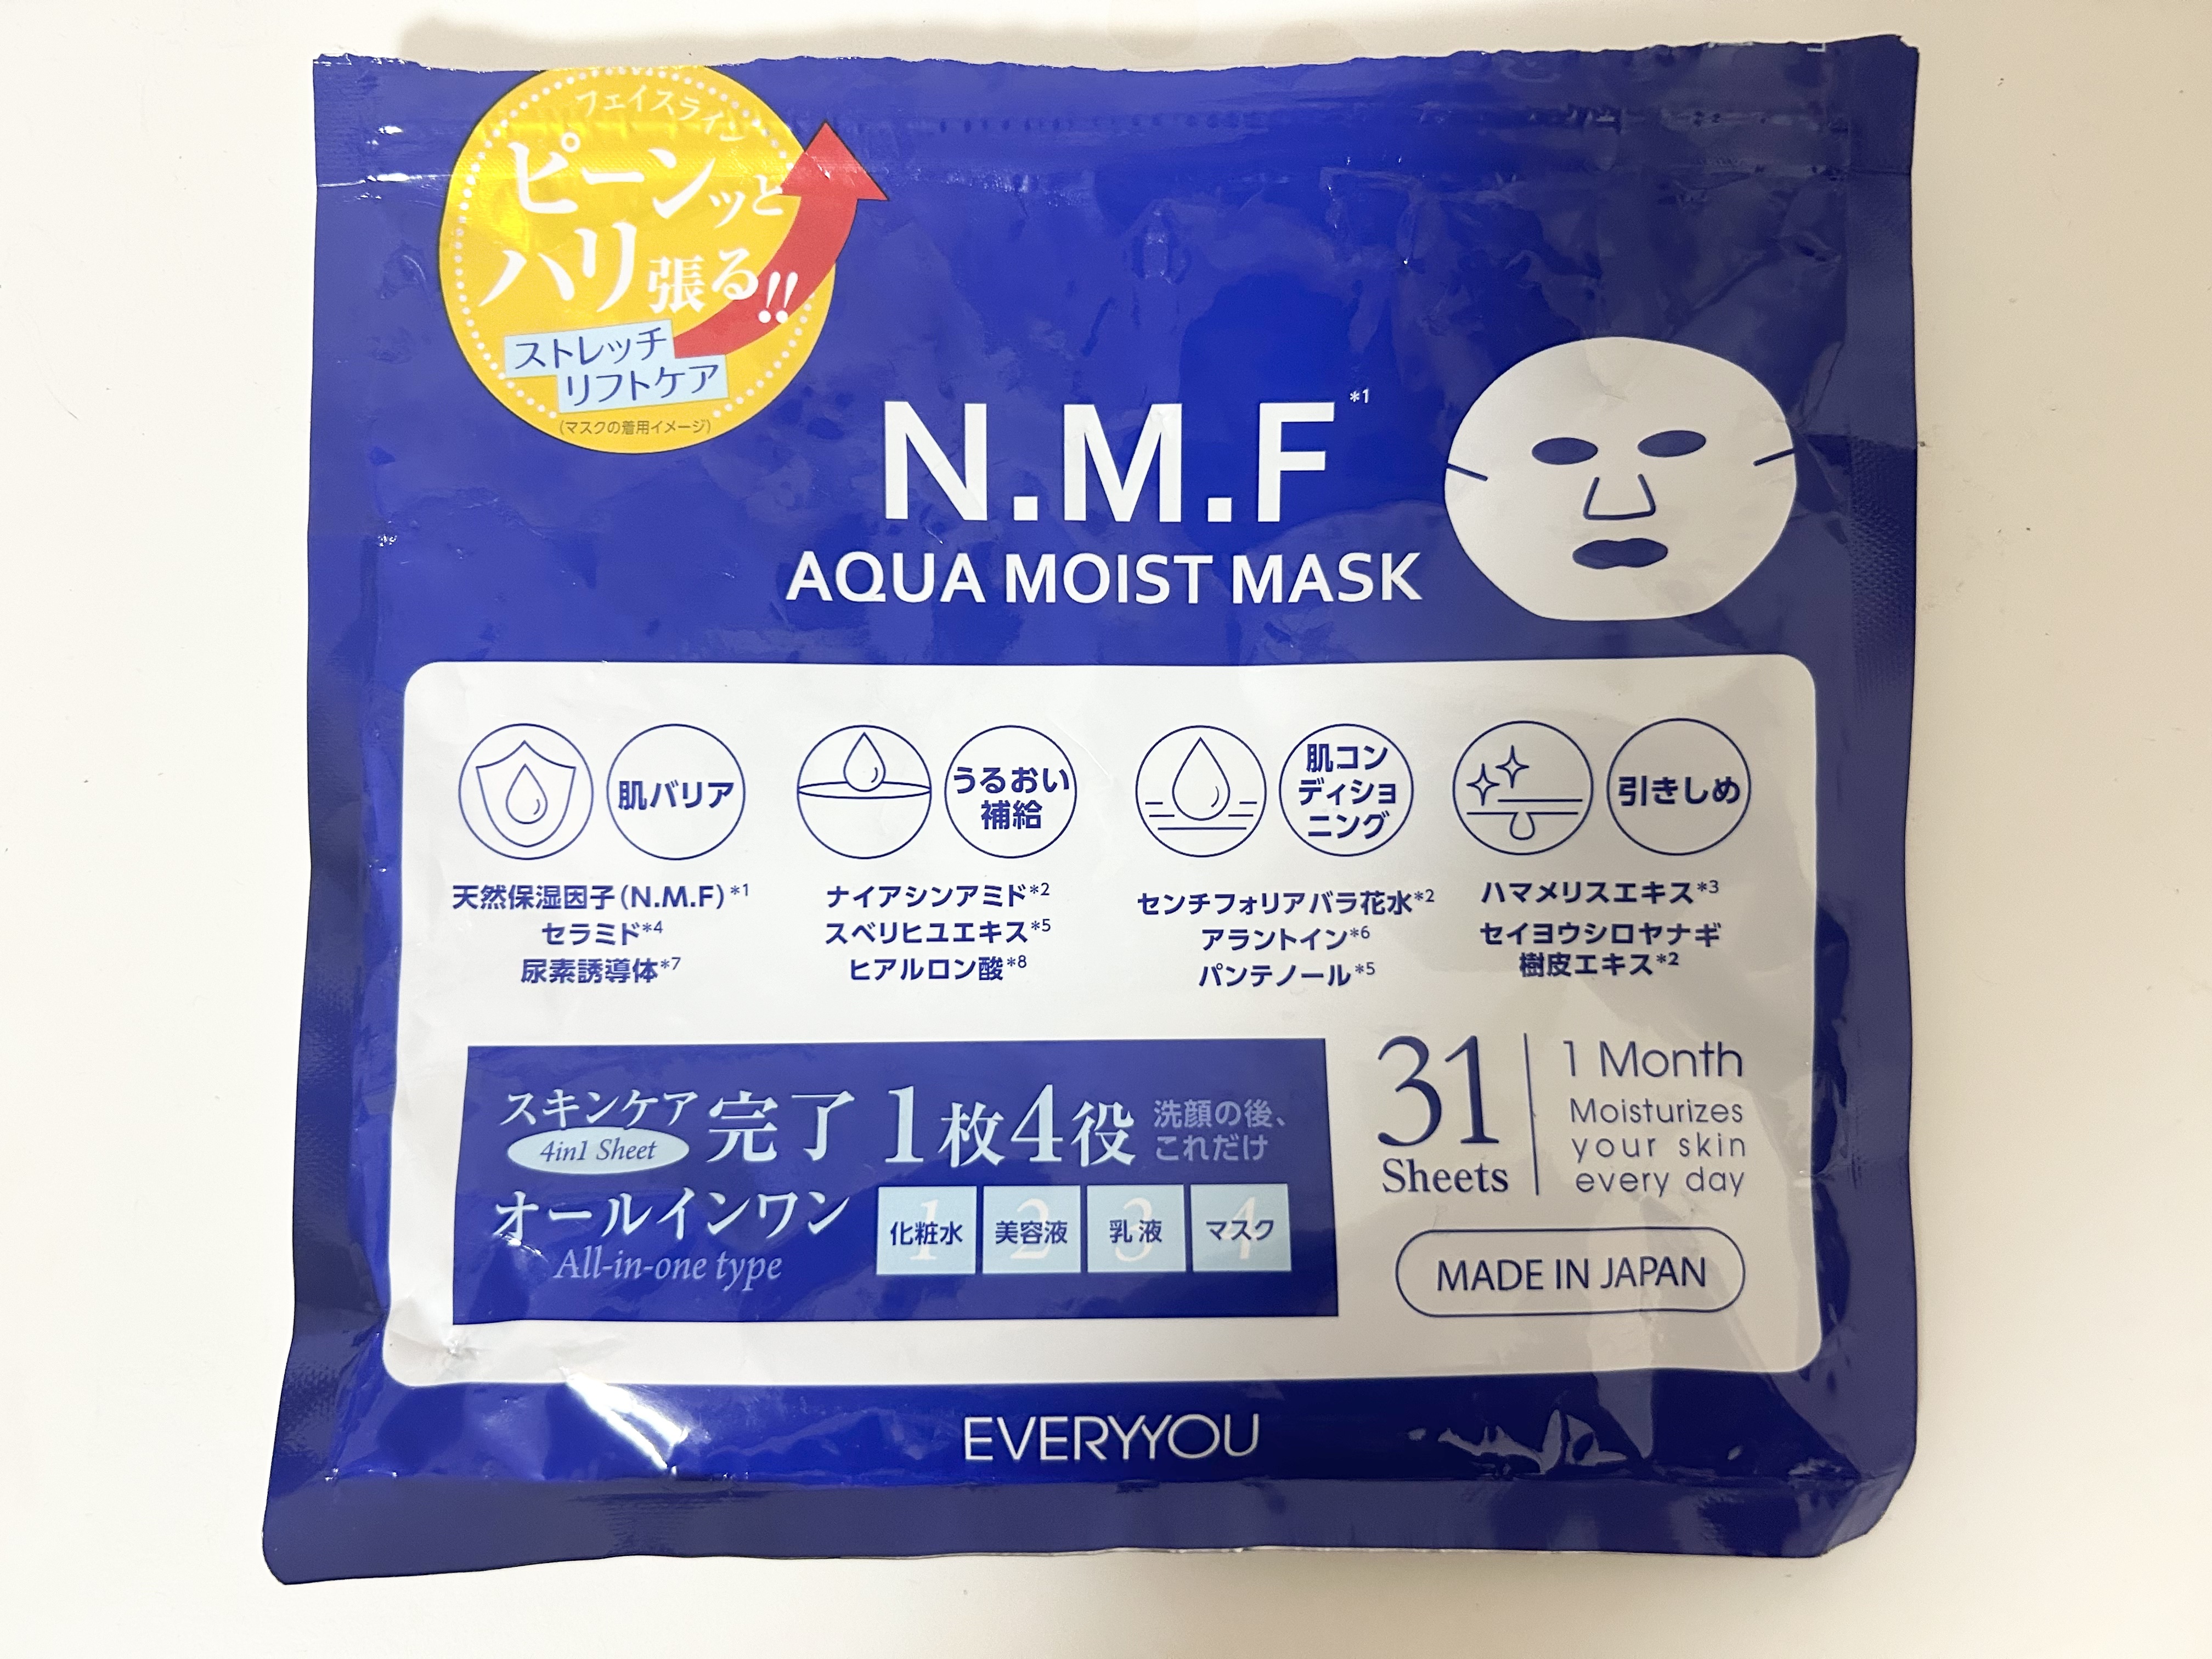 フェイスライン
ピーンッと
ハリ張る!!
ストレッチ
リフトケア
(マスクの着用イメージ)
N.M.F*1
AQUA MOIST MASK
肌バリア
天然保湿因子(N.M.F)*1
セラミド*4
尿素誘導体*7
うるおい
補給
ナイアシンアミド*2
スベリヒユエキス*5
ヒアルロン酸*8
肌コン
ディショ
ニング
センチフォリアバラ花水*2
アラントイン*6
パンテノール*5
引きしめ
ハマメリスエキス*3
セイヨウシロヤナギ
樹皮エキス*2
スキンケア完了 1枚4役 洗顔の後、
これだけ
4in1 Sheet
オールインワン
All-in-one type
1 化粧水
2 美容液
3 乳液
4 マスク
31
Sheets
1 Month
Moisturizes
your skin
every day
MADE IN JAPAN
EVERYYOU